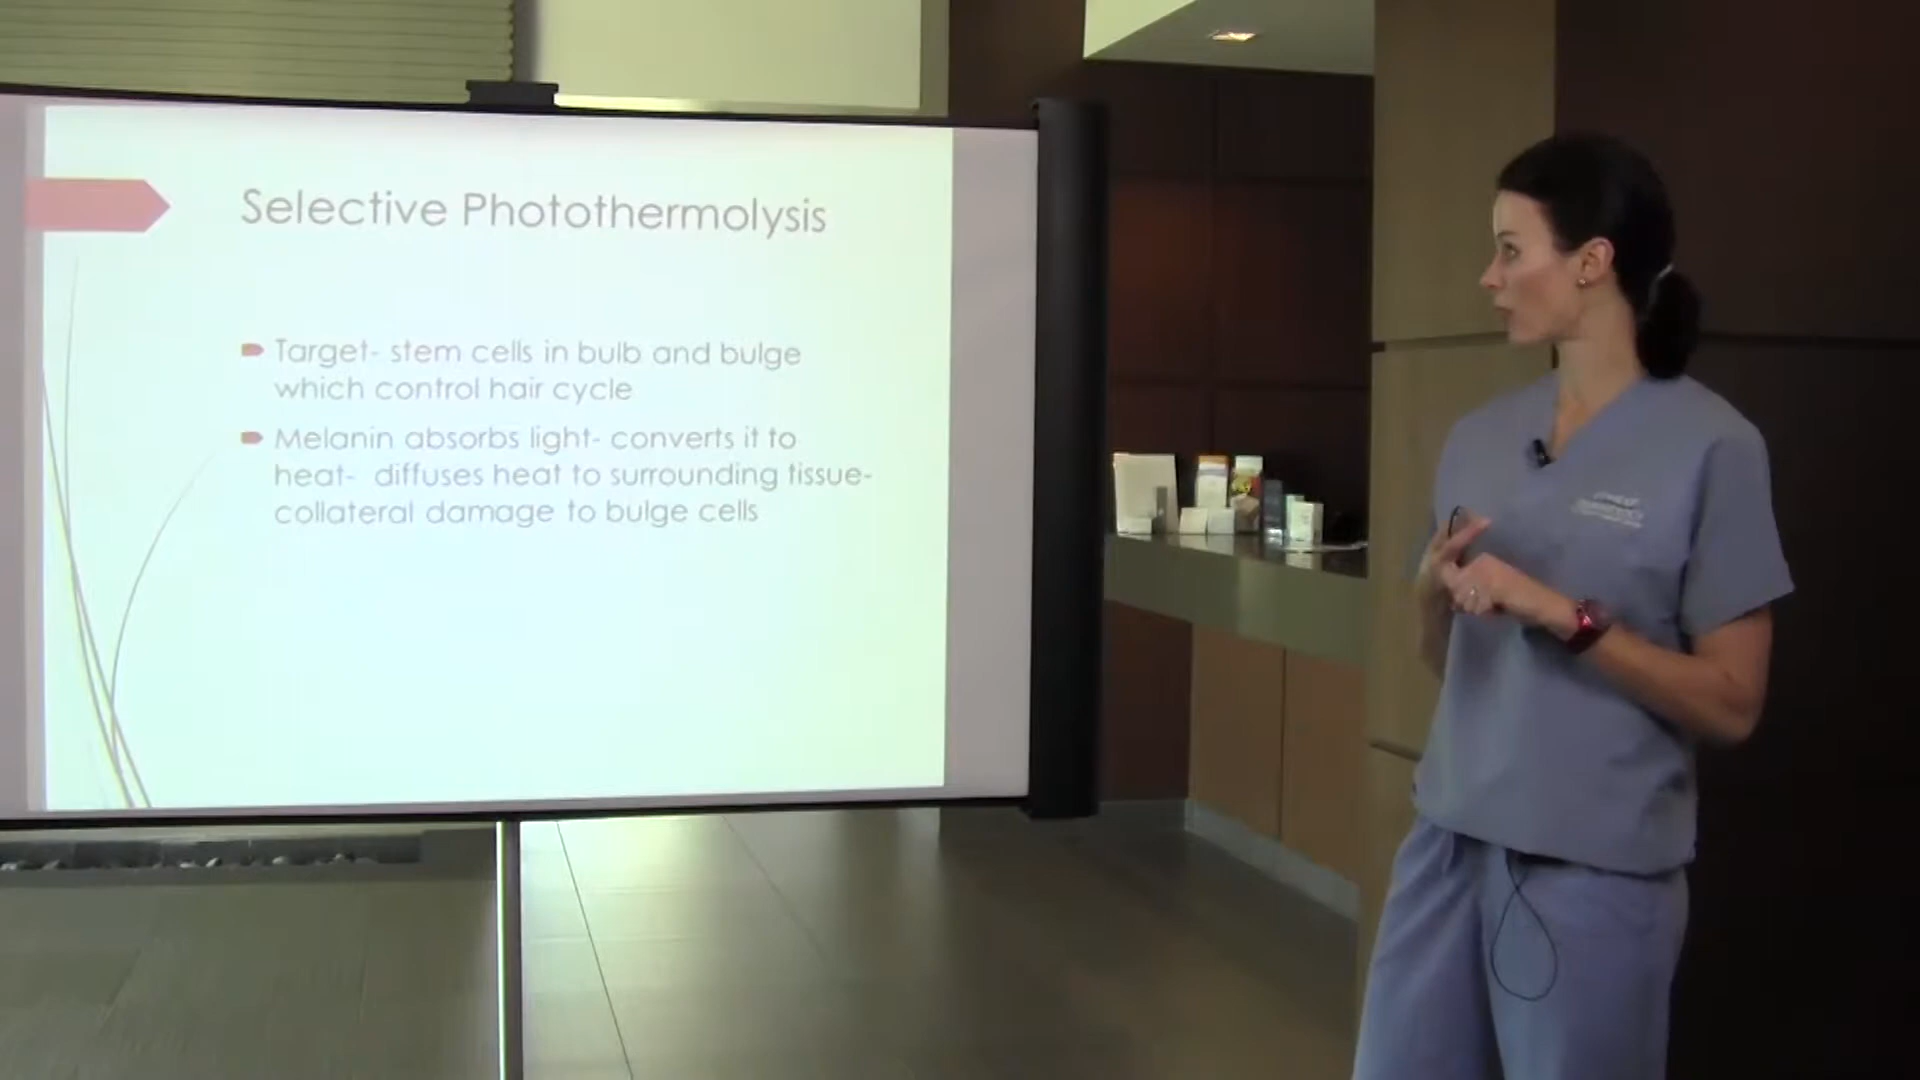 Selective Photothermolysis
Target- stem cells in bulb and bulge
which control hair cycle
Melanin absorbs light- converts it to
heat- diffuses heat to surrounding tissue-
collateral damage to bulge cells